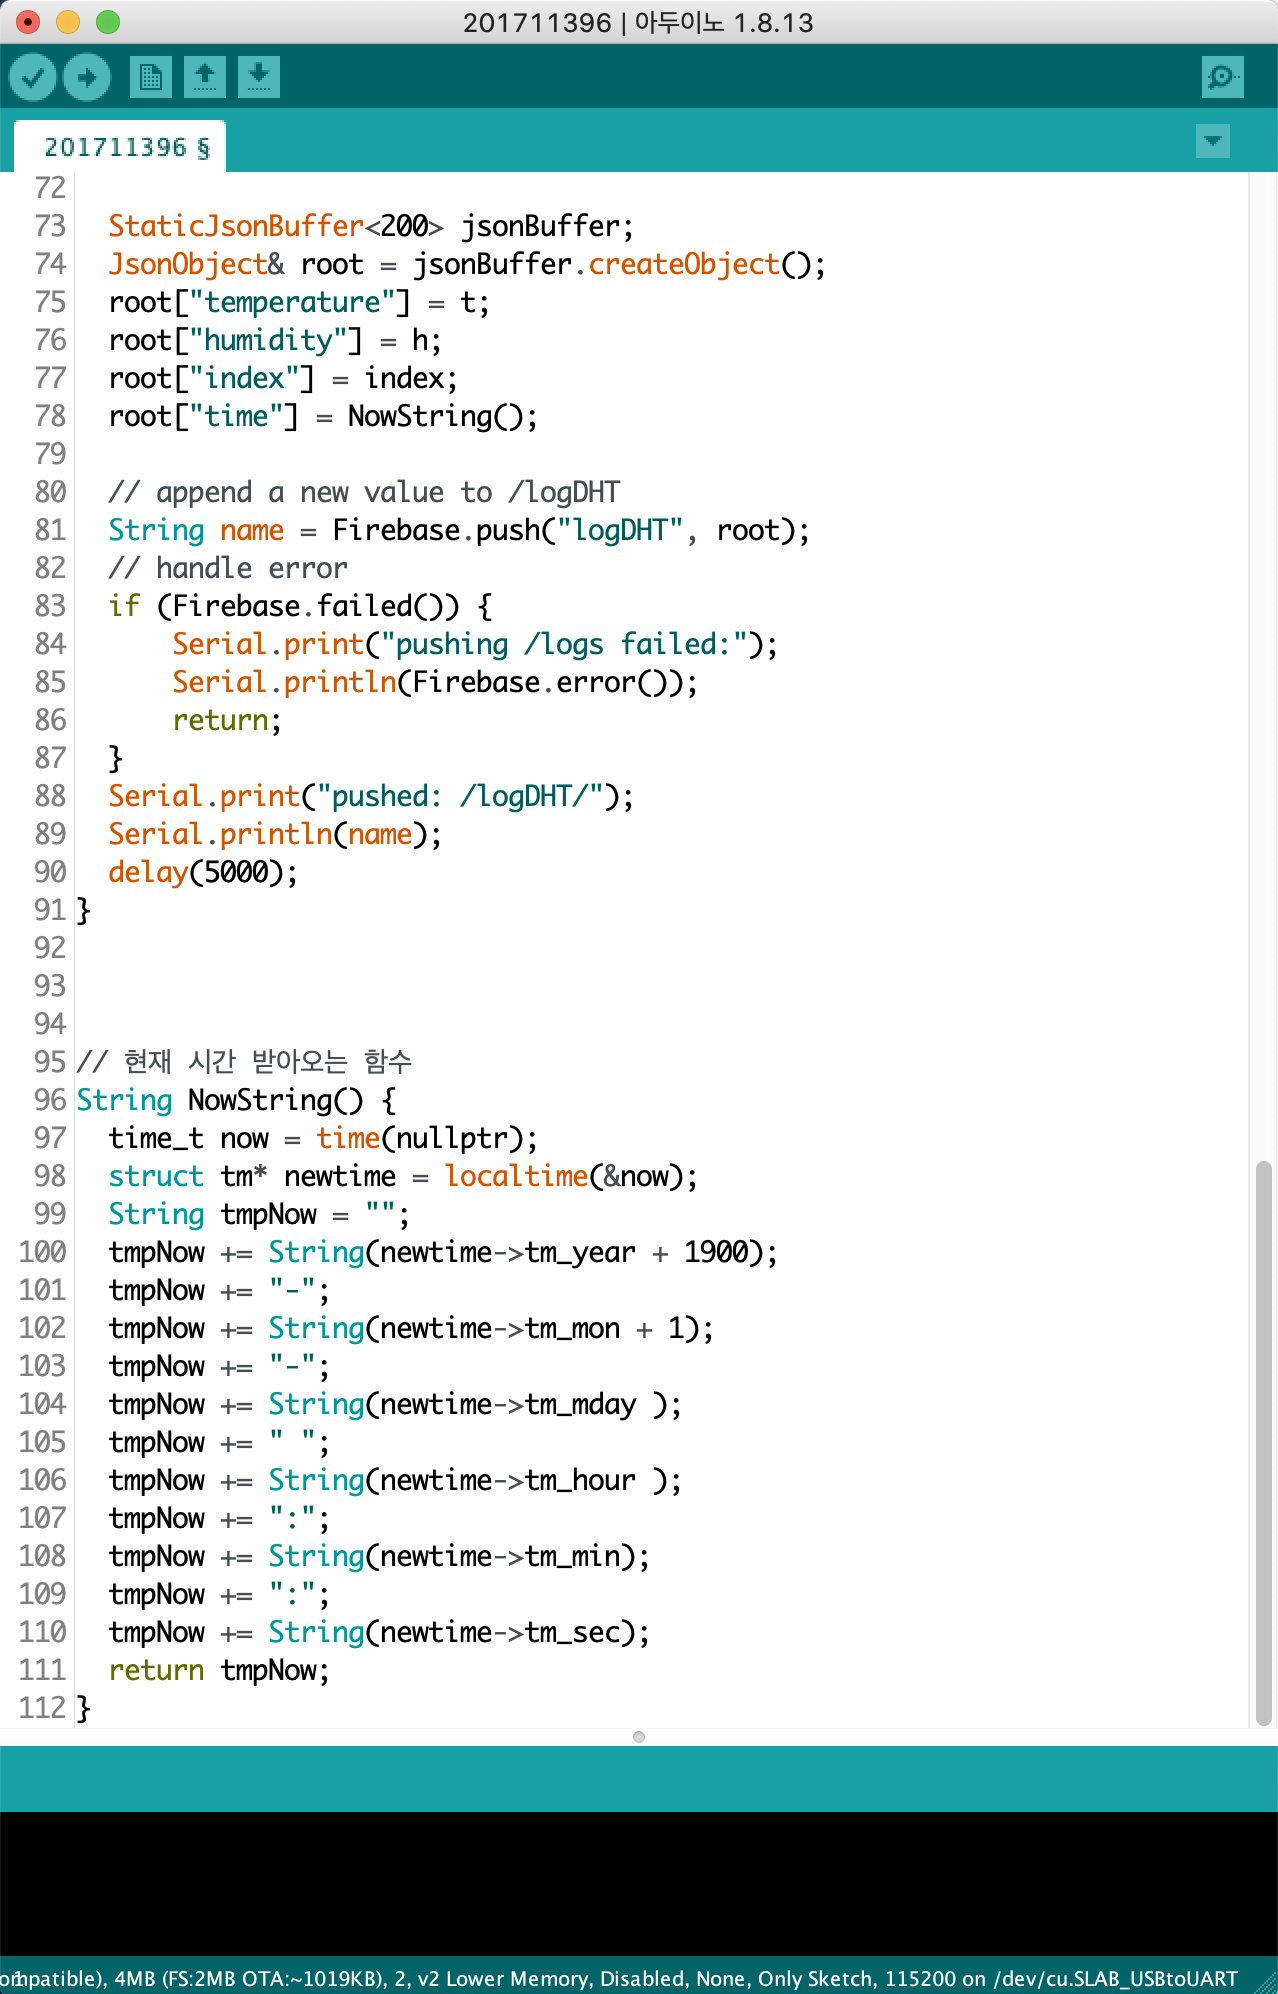 201711396 | 아두이노 1.8.13
201711396 §
72
73   StaticJsonBuffer<200> jsonBuffer;
74   JsonObject& root = jsonBuffer.createObject();
75   root["temperature"] = t;
76   root["humidity"] = h;
77   root["index"] = index;
78   root["time"] = NowString();
79
80   // append a new value to /logDHT
81   String name = Firebase.push("logDHT", root);
82   // handle error
83   if (Firebase.failed()) {
84       Serial.print("pushing /logs failed:");
85       Serial.println(Firebase.error());
86       return;
87   }
88   Serial.print("pushed: /logDHT/");
89   Serial.println(name);
90   delay(5000);
91 }
92
93
94
95 // 현재 시간 받아오는 함수
96 String NowString() {
97   time_t now = time(nullptr);
98   struct tm* newtime = localtime(&now);
99   String tmpNow = "";
100   tmpNow += String(newtime->tm_year + 1900);
101   tmpNow += "-";
102   tmpNow += String(newtime->tm_mon + 1);
103   tmpNow += "-";
104   tmpNow += String(newtime->tm_mday );
105   tmpNow += " ";
106   tmpNow += String(newtime->tm_hour );
107   tmpNow += ":";
108   tmpNow += String(newtime->tm_min);
109   tmpNow += ":";
110   tmpNow += String(newtime->tm_sec);
111   return tmpNow;
112 }
4MB (FS:2MB OTA:~1019KB), 2, v2 Lower Memory, Disabled, None, Only Sketch, 115200 on /dev/cu.SLAB_USBtoUART